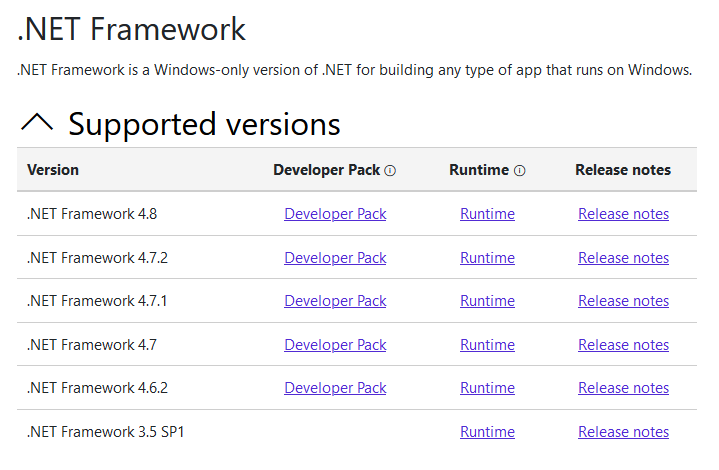 .NET Framework
.NET Framework is a Windows-only version of .NET for building any type of app that runs on Windows.
Supported versions
Version Developer Pack Runtime Release notes
.NET Framework 4.8 Developer Pack Runtime Release notes
.NET Framework 4.7.2 Developer Pack Runtime Release notes
.NET Framework 4.7.1 Developer Pack Runtime Release notes
.NET Framework 4.7 Developer Pack Runtime Release notes
.NET Framework 4.6.2 Developer Pack Runtime Release notes
.NET Framework 3.5 SP1 Runtime Release notes